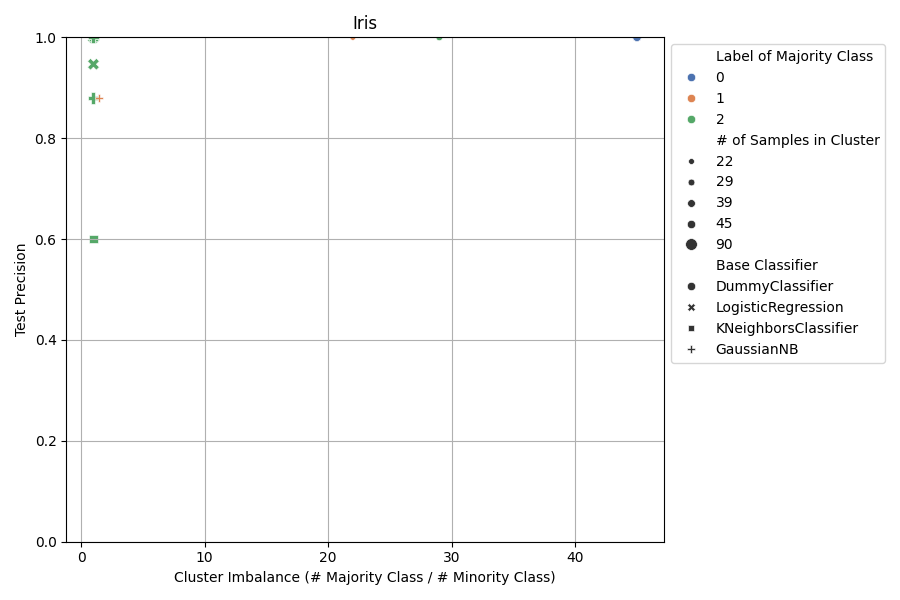 Iris
1.0
0.8
0.6
0.4
0.2
0.0
Test Precision
0 10 20 30 40
Cluster Imbalance (# Majority Class / # Minority Class)
Label of Majority Class
0
1
2
# of Samples in Cluster
22
29
39
45
90
Base Classifier
DummyClassifier
LogisticRegression
KNeighborsClassifier
GaussianNB